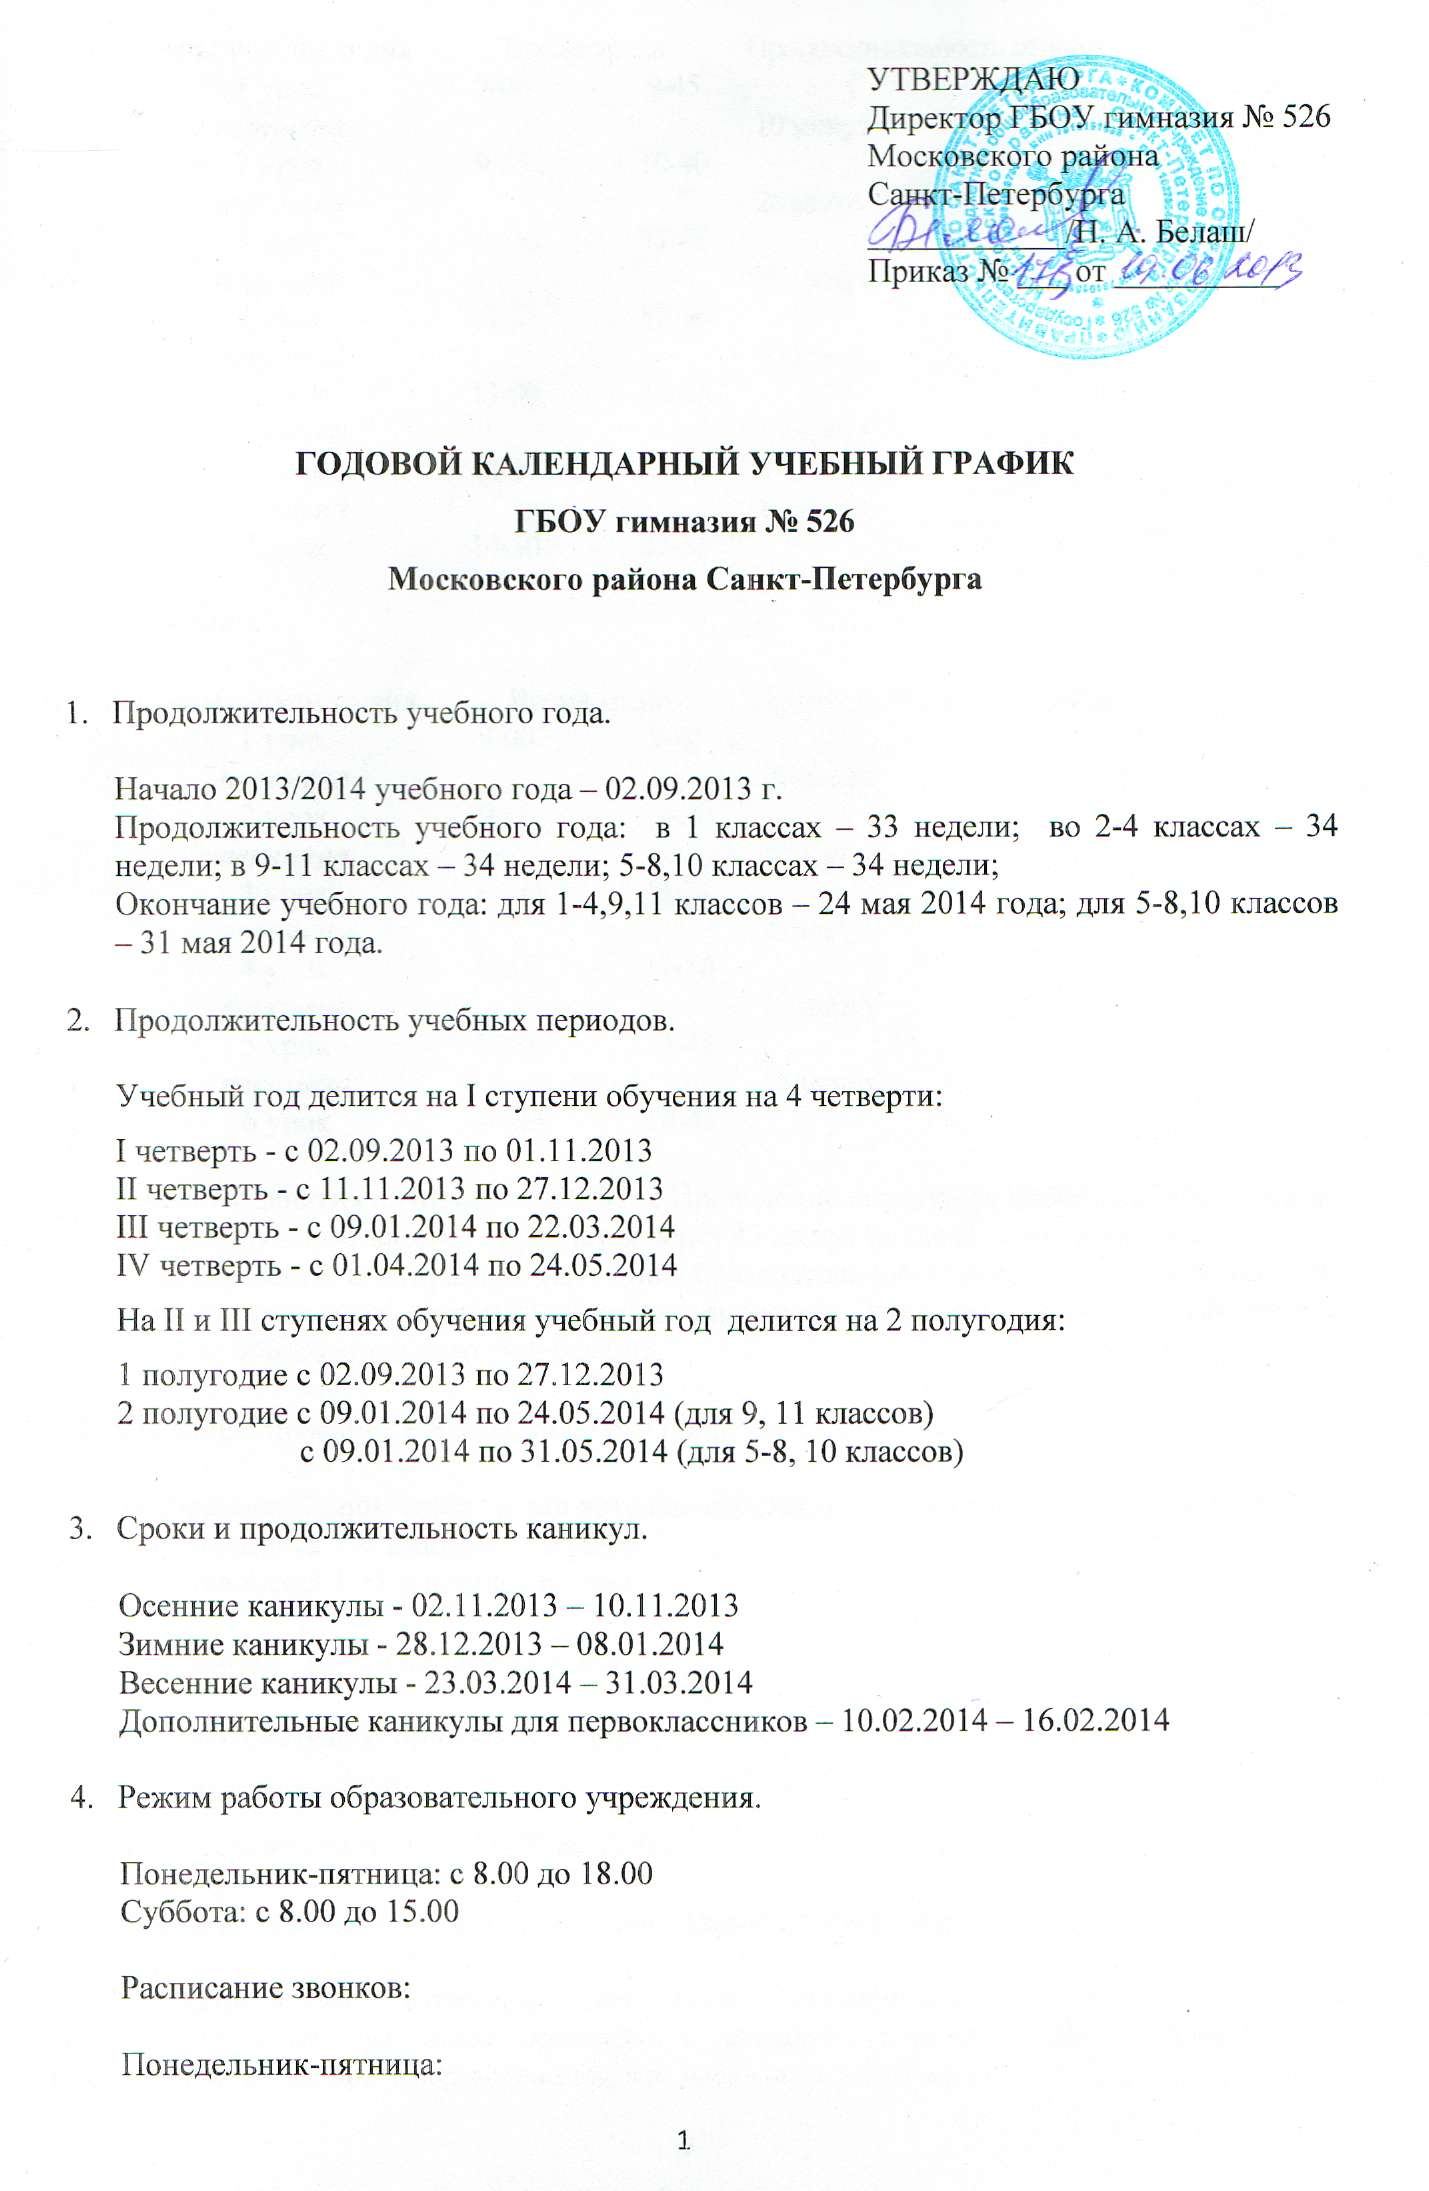 УТВЕРЖДАЮ
Директор ГБОУ гимназия № 526
Московского района
Санкт-Петербурга
/Н. А. Белаш/
Приказ № 173 от 19.06.2013
ГОДОВОЙ КАЛЕНДАРНЫЙ УЧЕБНЫЙ ГРАФИК
ГБОУ гимназия № 526
Московского района Санкт-Петербурга
1. Продолжительность учебного года.
Начало 2013/2014 учебного года – 02.09.2013 г.
Продолжительность учебного года: в 1 классах – 33 недели; во 2-4 классах – 34
недели; в 9-11 классах – 34 недели; 5-8,10 классах – 34 недели;
Окончание учебного года: для 1-4,9,11 классов – 24 мая 2014 года; для 5-8,10 классов
– 31 мая 2014 года.
2. Продолжительность учебных периодов.
Учебный год делится на I ступени обучения на 4 четверти:
I четверть - с 02.09.2013 по 01.11.2013
II четверть - с 11.11.2013 по 27.12.2013
III четверть - с 09.01.2014 по 22.03.2014
IV четверть - с 01.04.2014 по 24.05.2014
На II и III ступенях обучения учебный год делится на 2 полугодия:
1 полугодие с 02.09.2013 по 27.12.2013
2 полугодие с 09.01.2014 по 24.05.2014 (для 9, 11 классов)
с 09.01.2014 по 31.05.2014 (для 5-8, 10 классов)
3. Сроки и продолжительность каникул.
Осенние каникулы - 02.11.2013 – 10.11.2013
Зимние каникулы - 28.12.2013 – 08.01.2014
Весенние каникулы - 23.03.2014 – 31.03.2014
Дополнительные каникулы для первоклассников – 10.02.2014 – 16.02.2014
4. Режим работы образовательного учреждения.
Понедельник-пятница: с 8.00 до 18.00
Суббота: с 8.00 до 15.00
Расписание звонков:
Понедельник-пятница:
1